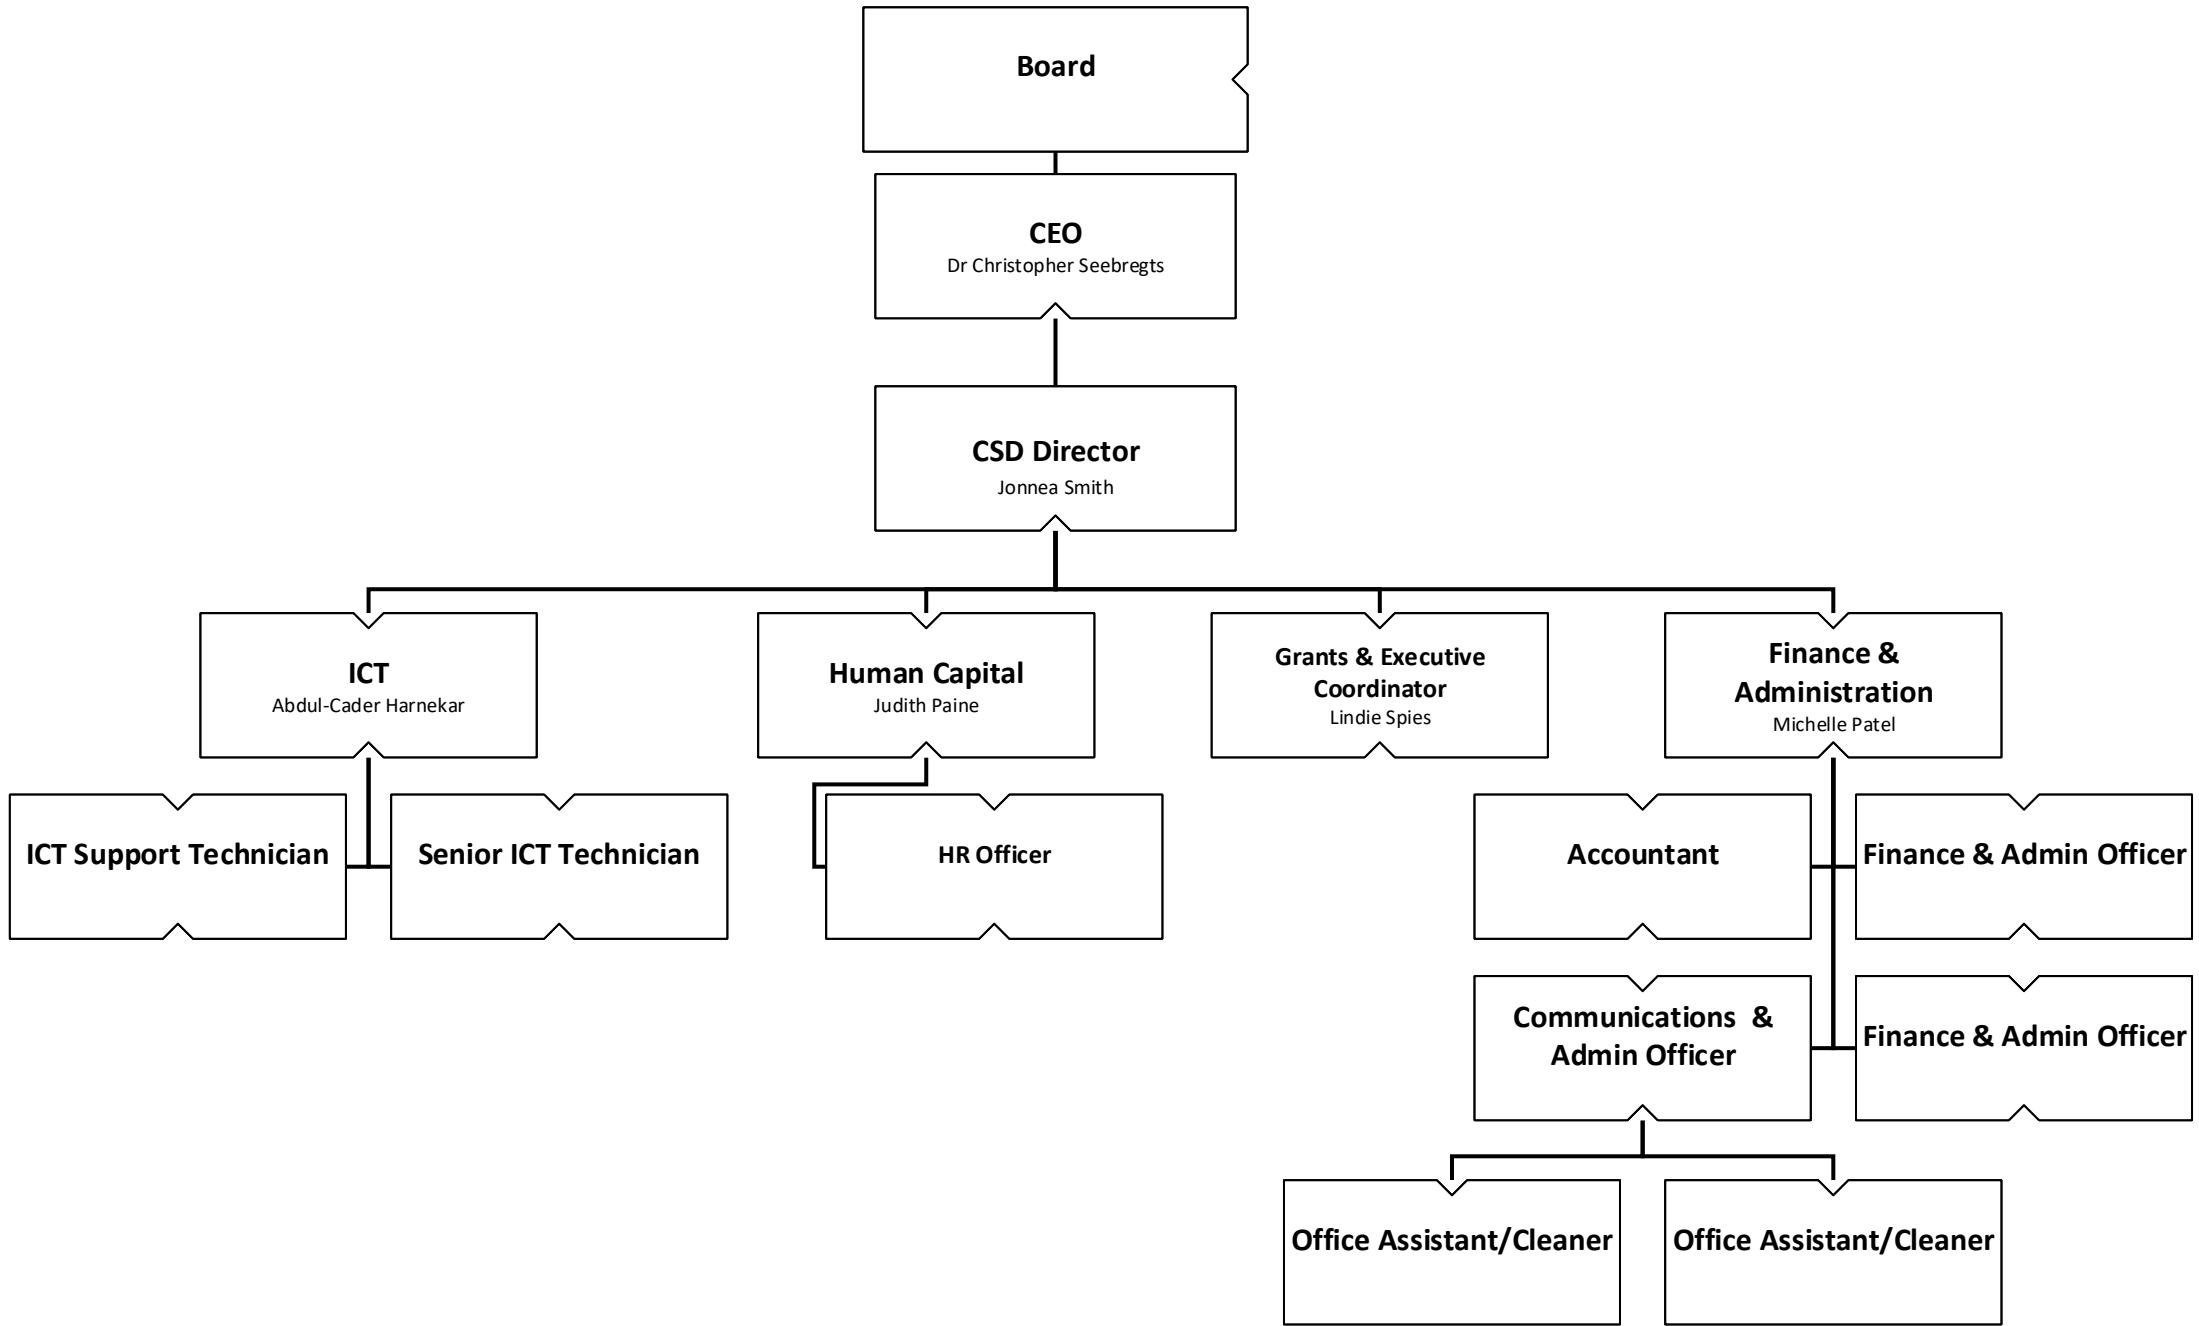 Board
CEO
Dr Christopher Seebregts
CSD Director
Jonnea Smith
ICT
Abdul-Cader Harnekar
Human Capital
Judith Paine
Grants & Executive
Coordinator
Lindie Spies
Finance &
Administration
Michelle Patel
ICT Support Technician
Senior ICT Technician
HR Officer
Accountant
Finance & Admin Officer
Communications & 
Admin Officer
Finance & Admin Officer
Office Assistant/Cleaner
Office Assistant/Cleaner